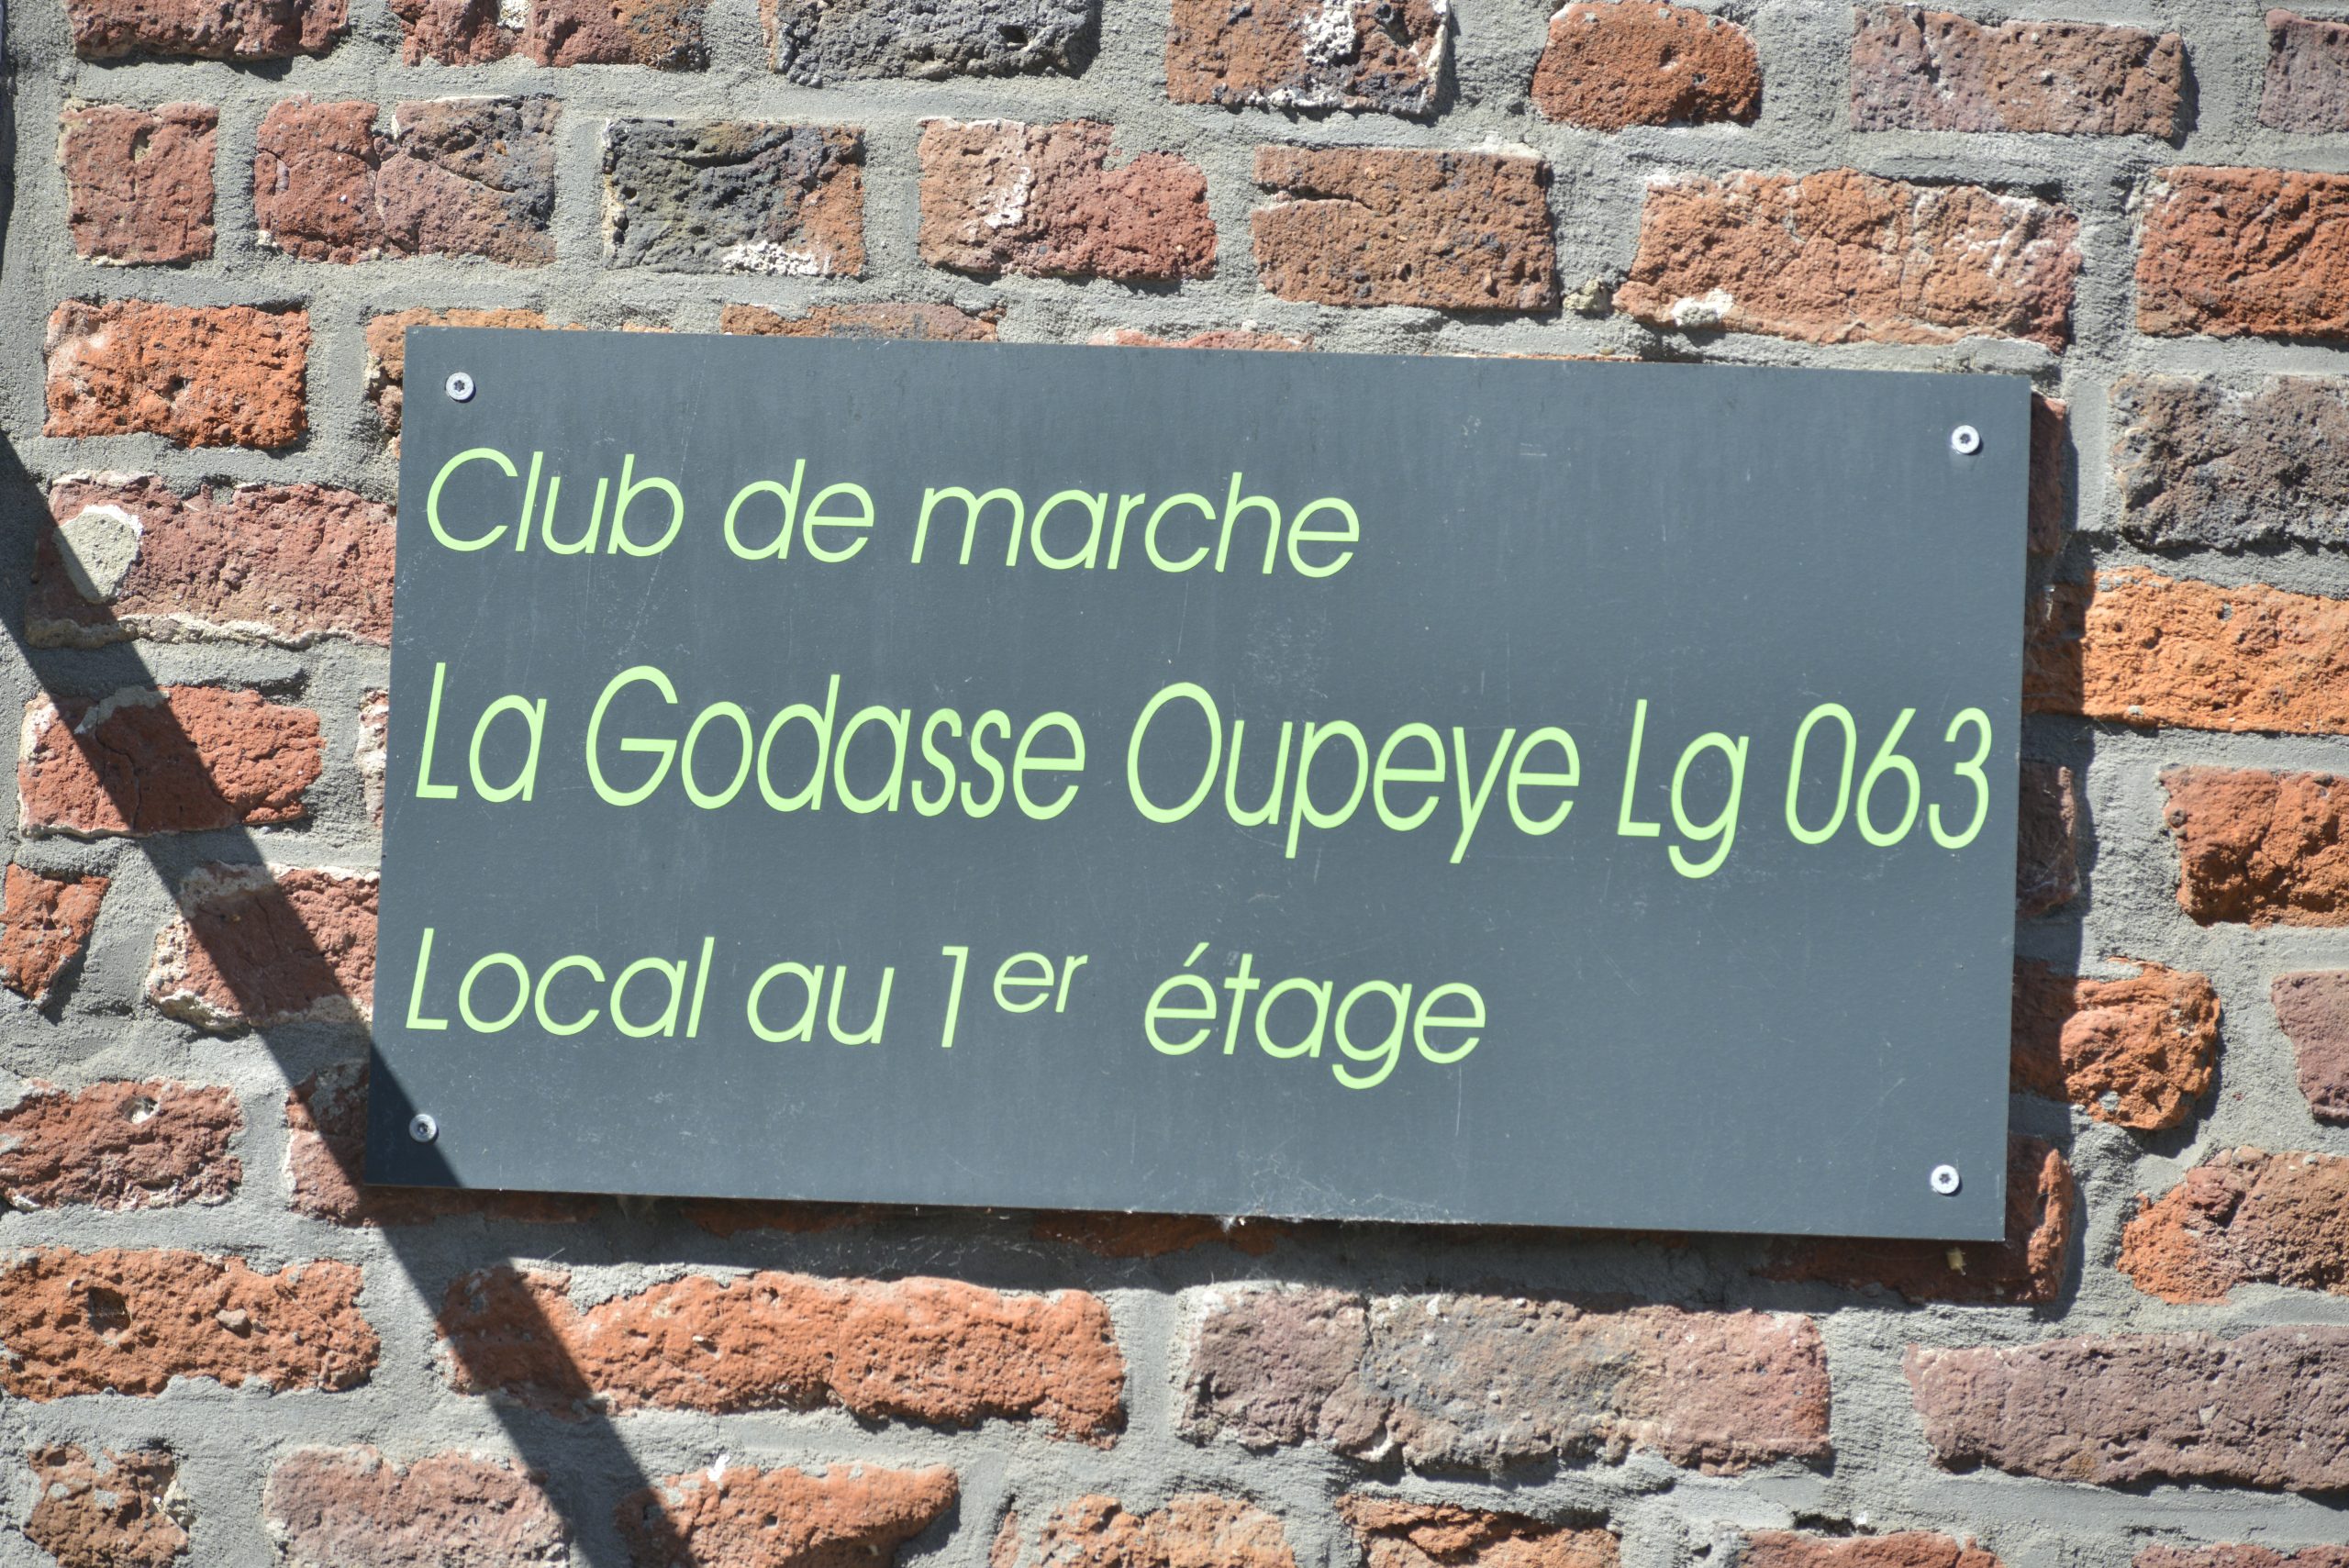 Club de marche
La Godasse Oupeye Lg 063
Local au 1er étage